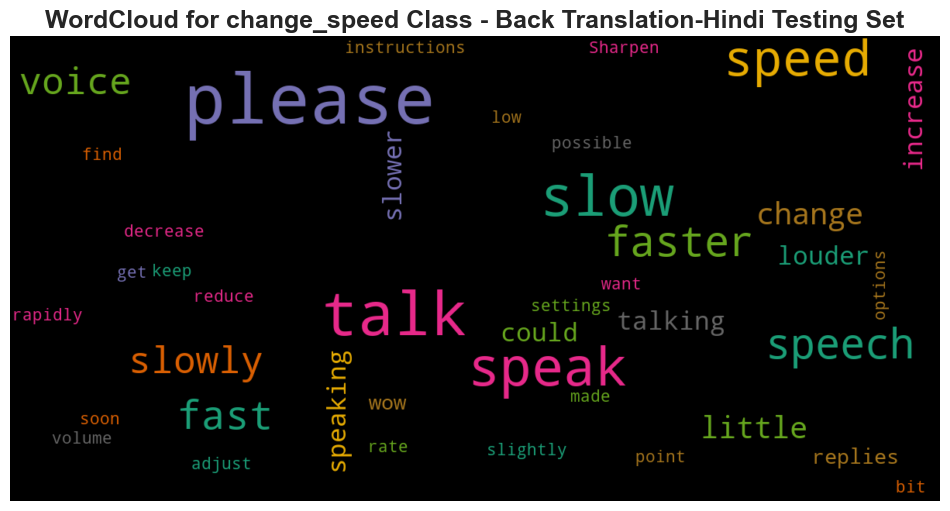 WordCloud for change_speed Class - Back Translation-Hindi Testing Set
instructions
Sharpen
speed
increase
voice
please
low
possible
find
slower
slow
change
faster
louder
decrease
get
keep
want
options
reduce
settings
rapidly
talk
talking
could
speech
slowly
speak
speaking
made
wow
fast
soon
little
volume
rate
slightly
point
replies
adjust
bit